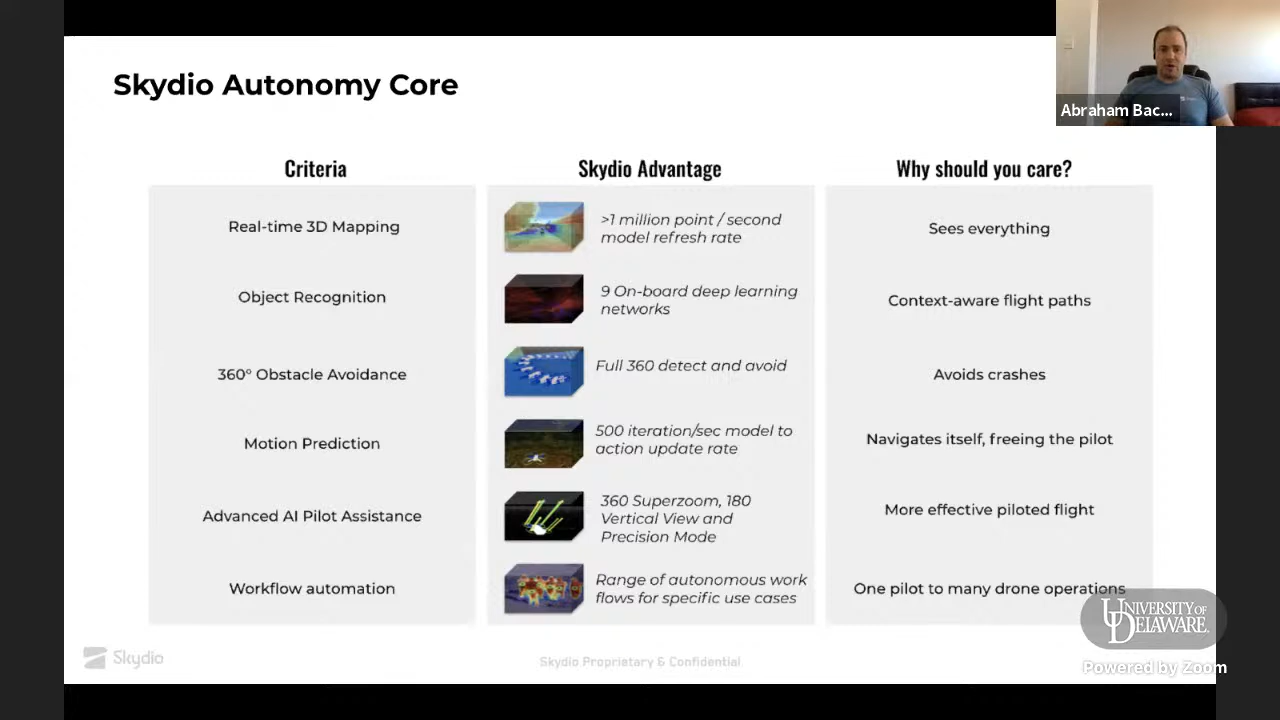 Skydio Autonomy Core
Abraham Bac...
Criteria
Skydio Advantage
Why should you care?
Real-time 3D Mapping
>1 million point / second
model refresh rate
Sees everything
Object Recognition
9 On-board deep learning
networks
Context-aware flight paths
360° Obstacle Avoidance
Full 360 detect and avoid
Avoids crashes
Motion Prediction
500 iteration/sec model to
action update rate
Navigates itself, freeing the pilot
Advanced AI Pilot Assistance
360 Superzoom, 180
Vertical View and
Precision Mode
More effective piloted flight
Workflow automation
Range of autonomous work
flows for specific use cases
One pilot to many drone operations
UNIVERSITY OF
DELAWARE.
Powered by Zoom
Skydio
Skydio Proprietary & Confidential